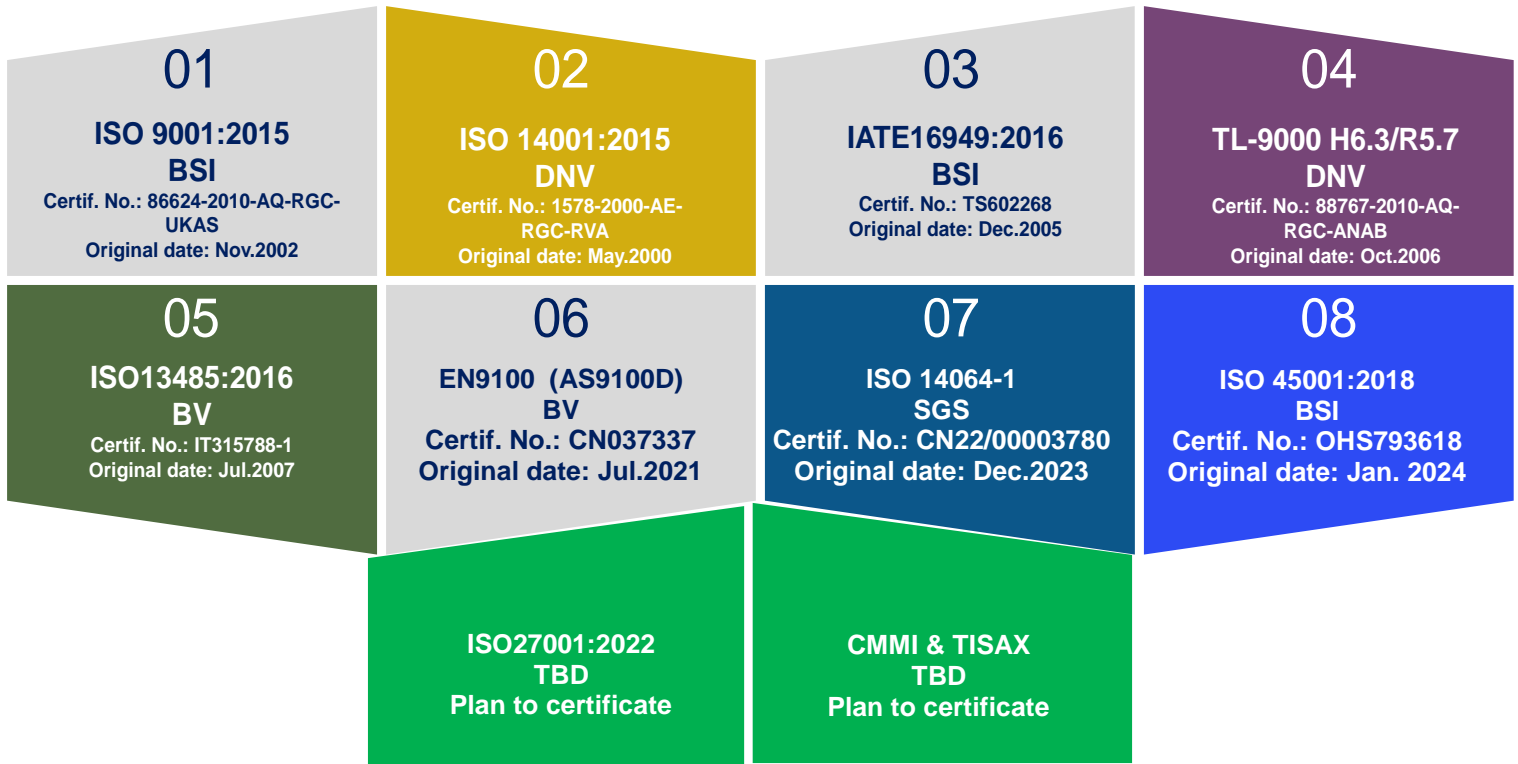 01
ISO 9001:2015
BSI
Certif. No.: 86624-2010-AQ-RGC-
UKAS
Original date: Nov.2002
02
ISO 14001:2015
DNV
Certif. No.: 1578-2000-AE-
RGC-RVA
Original date: May.2000
03
IATE16949:2016
BSI
Certif. No.: TS602268
Original date: Dec.2005
04
TL-9000 H6.3/R5.7
DNV
Certif. No.: 88767-2010-AQ-
RGC-ANAB
Original date: Oct.2006
05
ISO13485:2016
BV
Certif. No.: IT315788-1
Original date: Jul.2007
06
EN9100 (AS9100D)
BV
Certif. No.: CN037337
Original date: Jul.2021
07
ISO 14064-1
SGS
Certif. No.: CN22/00003780
Original date: Dec.2023
08
ISO 45001:2018
BSI
Certif. No.: OHS793618
Original date: Jan. 2024
ISO27001:2022
TBD
Plan to certificate
CMMI & TISAX
TBD
Plan to certificate